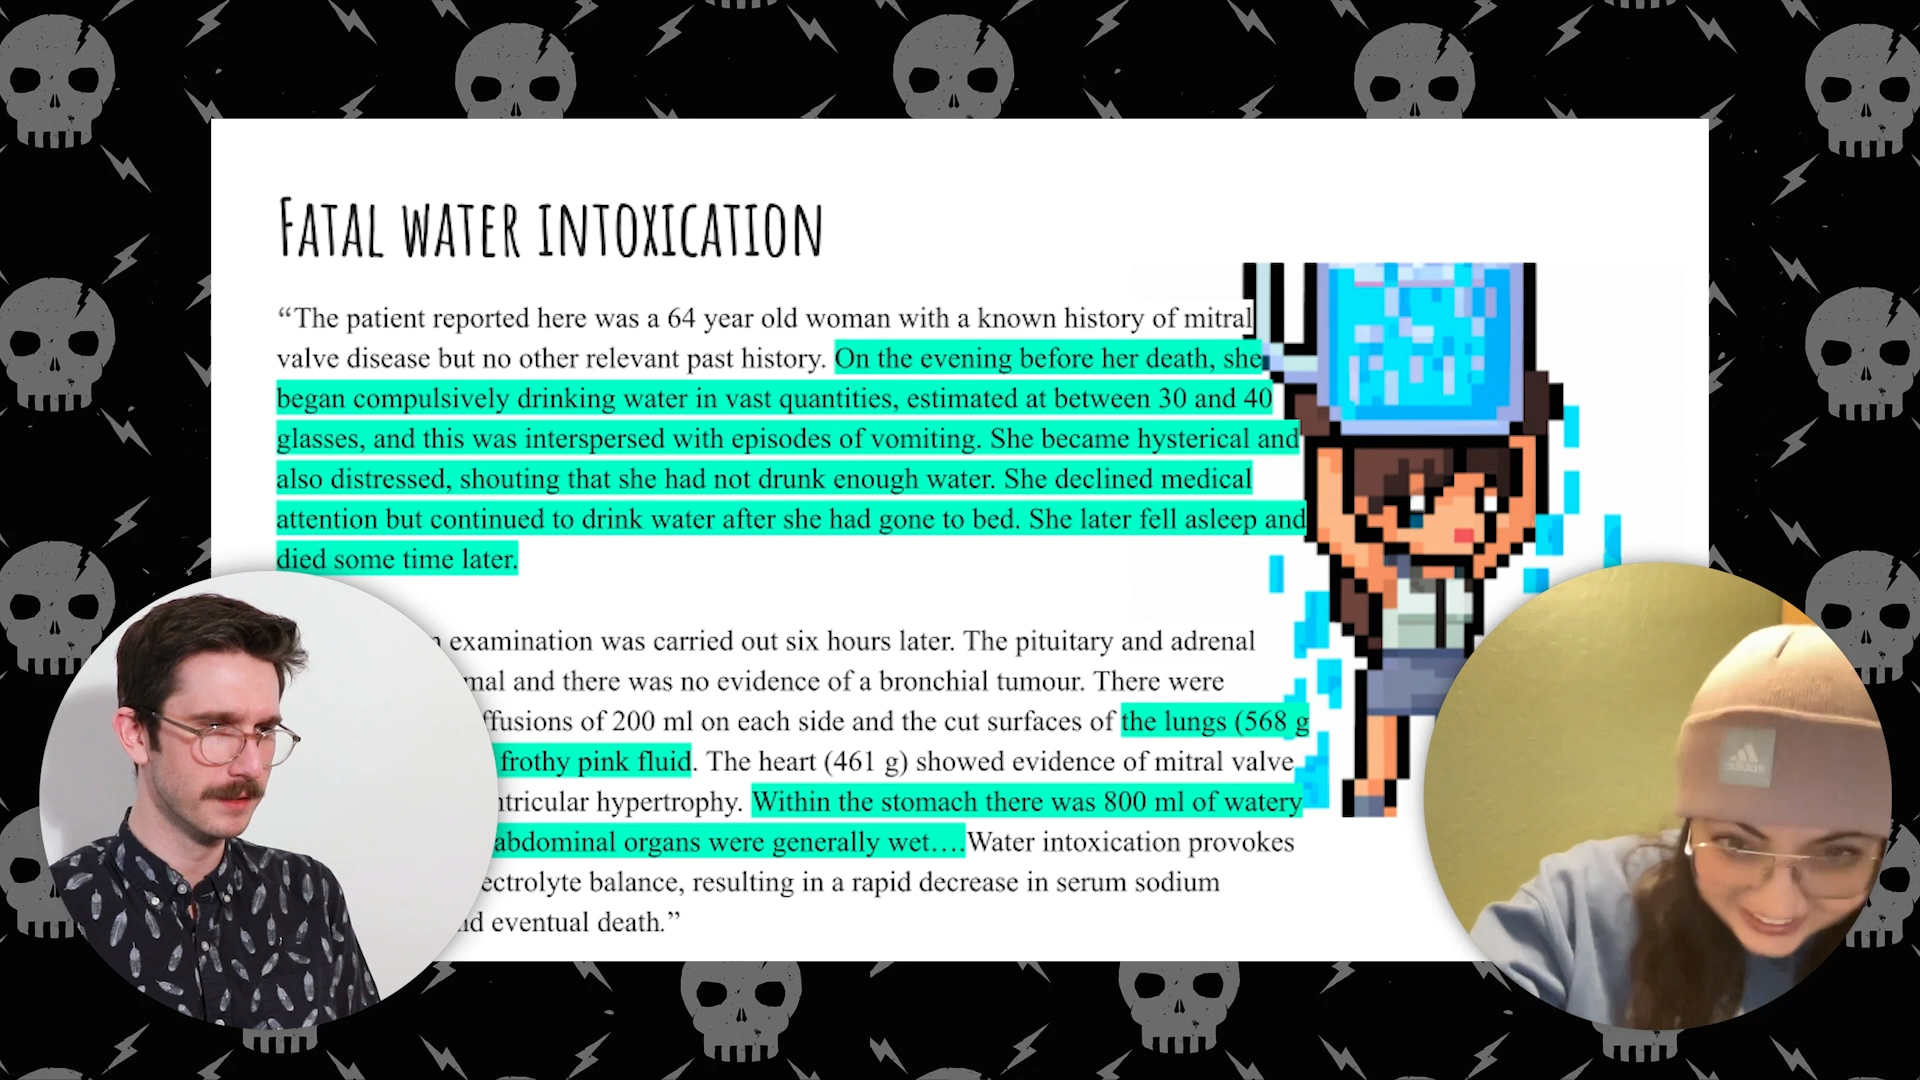 FATAL WATER INTOXICATION
“The patient reported here was a 64 year old woman with a known history of mitral
valve disease but no other relevant past history. On the evening before her death, she
began compulsively drinking water in vast quantities, estimated at between 30 and 40
glasses, and this was interspersed with episodes of vomiting. She became hysterical and
also distressed, shouting that she had not drunk enough water. She declined medical
attention but continued to drink water after she had gone to bed. She later fell asleep and
died some time later.
examination was carried out six hours later. The pituitary and adrenal
and there was no evidence of a bronchial tumour. There were
of 200 ml on each side and the cut surfaces of the lungs (568 g
frothy pink fluid. The heart (461 g) showed evidence of mitral valve
hypertrophy. Within the stomach there was 800 ml of watery
abdominal organs were generally wet….Water intoxication provokes
balance, resulting in a rapid decrease in serum sodium
eventual death.”
adidas